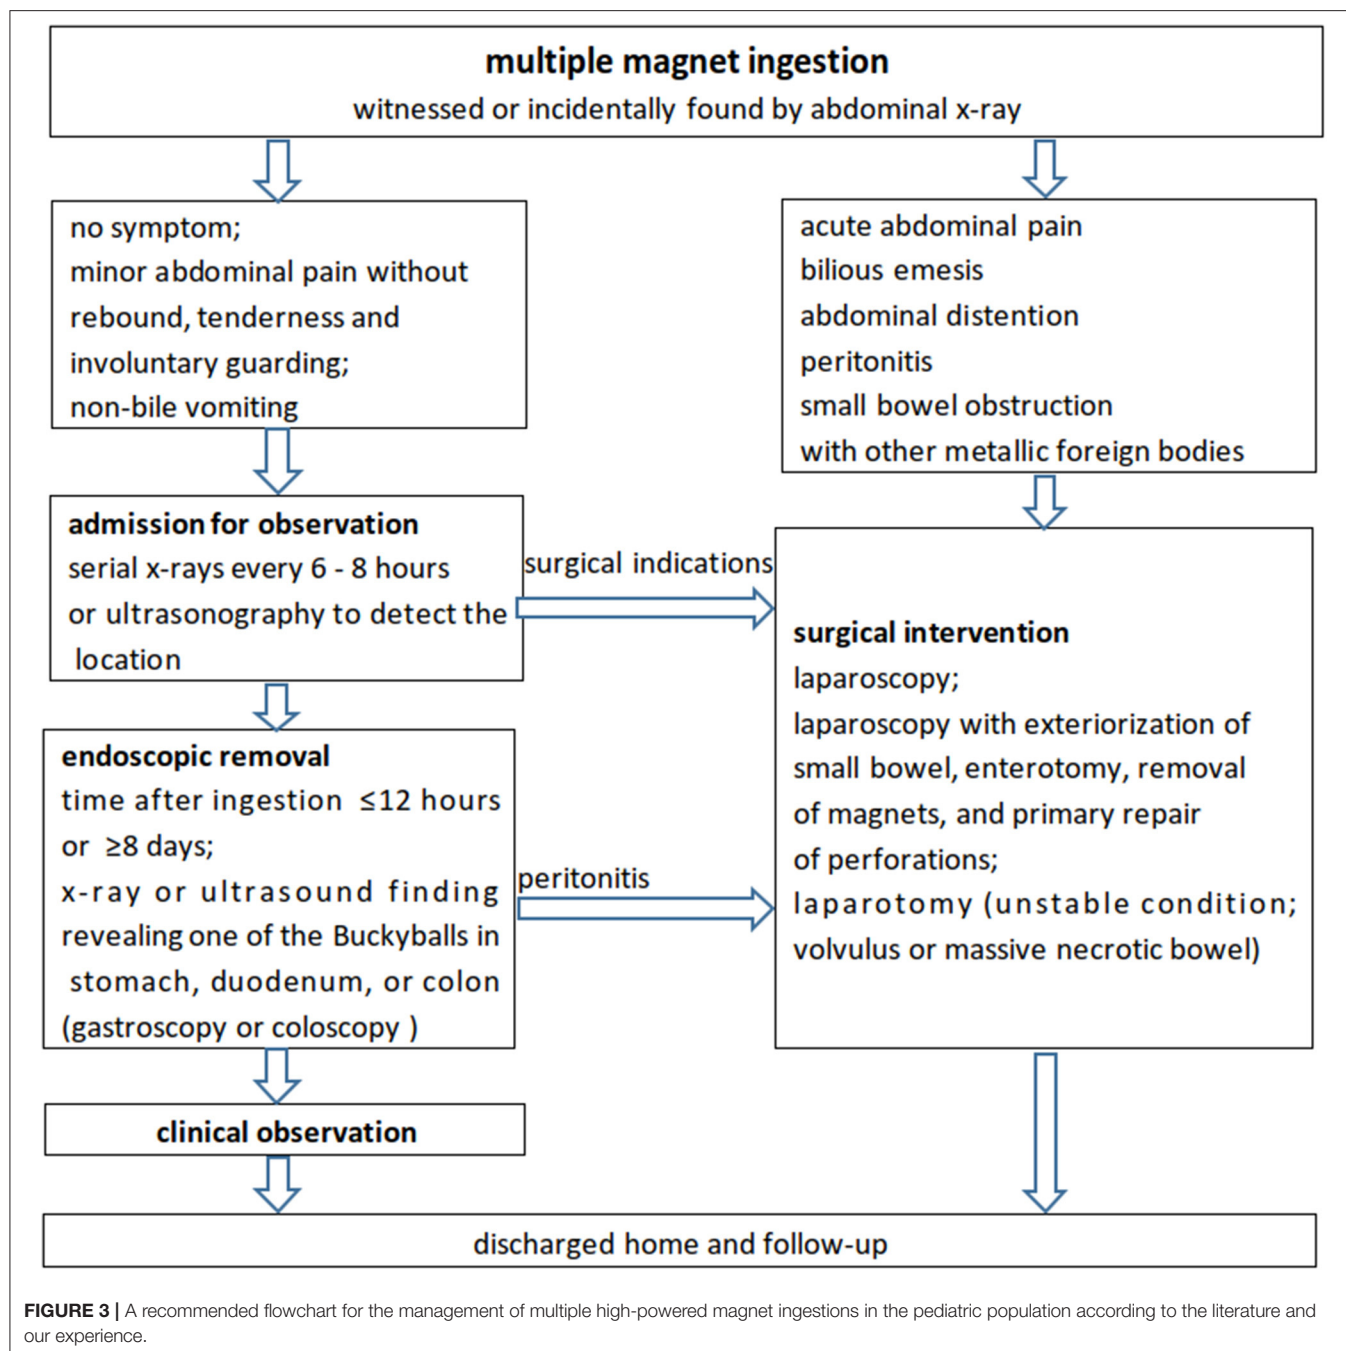 multiple magnet ingestion
witnessed or incidentally found by abdominal x-ray
no symptom;
minor abdominal pain without
rebound, tenderness and
involuntary guarding;
non-bile vomiting
acute abdominal pain
bilious emesis
abdominal distention
peritonitis
small bowel obstruction
with other metallic foreign bodies
admission for observation
serial x-rays every 6 - 8 hours
or ultrasonography to detect the
location
surgical indications
endoscopic removal
time after ingestion ≤12 hours
or ≥8 days;
x-ray or ultrasound finding
revealing one of the Buckyballs in
stomach, duodenum, or colon
(gastroscopy or coloscopy )
peritonitis
surgical intervention
laparoscopy;
laparoscopy with exteriorization of
small bowel, enterotomy, removal
of magnets, and primary repair
of perforations;
laparotomy (unstable condition;
volvulus or massive necrotic bowel)
clinical observation
discharged home and follow-up
FIGURE 3 | A recommended flowchart for the management of multiple high-powered magnet ingestions in the pediatric population according to the literature and
our experience.